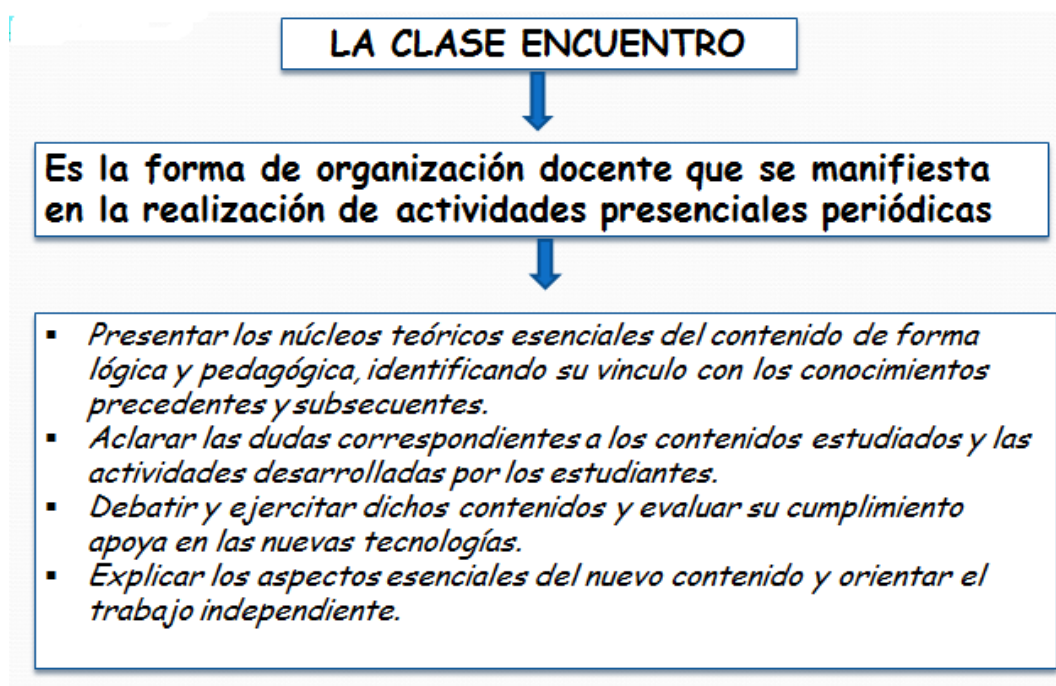 LA CLASE ENCUENTRO
Es la forma de organización docente que se manifiesta
en la realización de actividades presenciales periódicas
▪ Presentar los núcleos teóricos esenciales del contenido de forma
lógica y pedagógica, identificando su vinculo con los conocimientos
precedentes y subsecuentes.
▪ Aclarar las dudas correspondientes a los contenidos estudiados y las
actividades desarrolladas por los estudiantes.
▪ Debatir y ejercitar dichos contenidos y evaluar su cumplimiento
apoya en las nuevas tecnologías.
▪ Explicar los aspectos esenciales del nuevo contenido y orientar el
trabajo independiente.